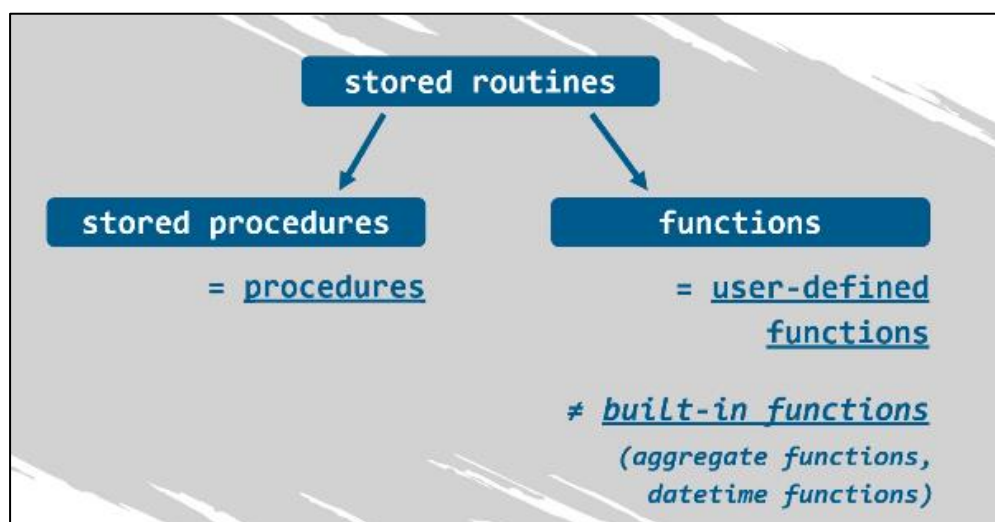 stored routines
stored procedures
functions
= procedures
= user-defined
functions
≠ built-in functions
(aggregate functions,
datetime functions)